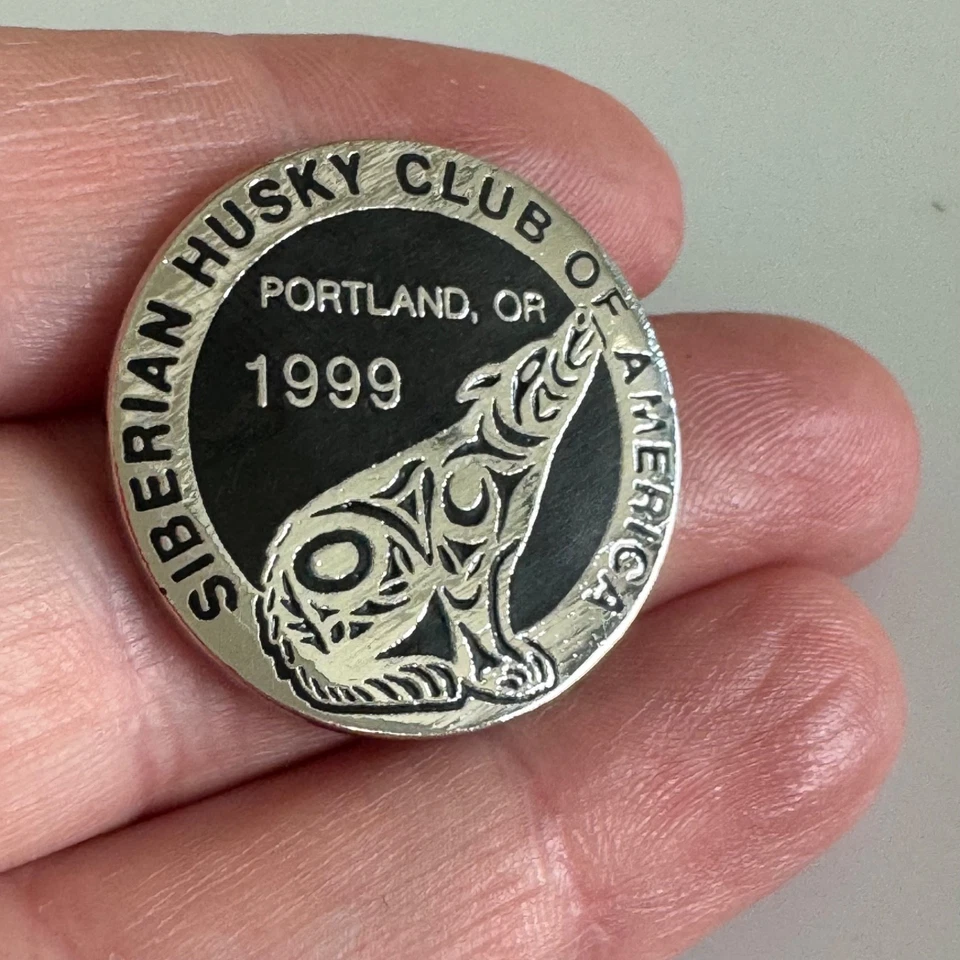 SIBERIAN HUSKY CLUB OF AMERICA
PORTLAND, OR
1999